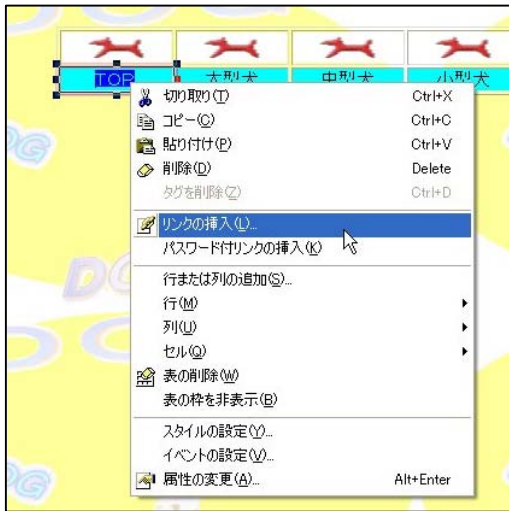 TOP 大型犬 中型犬 小型犬
切り取り(T) Ctrl+X
コピー(C) Ctrl+C
貼り付け(P) Ctrl+V
削除(D) Delete
タグを削除(Z) Ctrl+D
リンクの挿入(L)...
パスワード付リンクの挿入(K)
行または列の追加(S)...
行(M)
列(U)
セル(Q)
表の削除(W)
表の枠を非表示(B)
スタイルの設定(Y)...
イベントの設定(V)...
属性の変更(A)... Alt+Enter
DOG
DOG